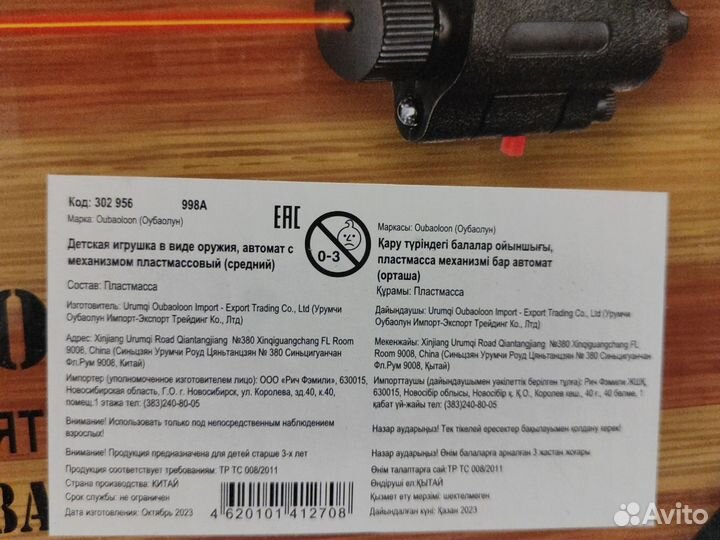 Код: 302 956 998A
Марка: Oubaoloon (Оубаолун)
Детская игрушка в виде оружия, автомат с
механизмом пластмассовый (средний)
Состав: Пластмасса
Изготовитель: Urumqi Oubaoloon Import - Export Trading Co., Ltd (Урумчи
Оубаолун Импорт-Экспорт Трейдинг Ко., Лтд)
Адрес: Xinjiang Urumqi Road Qiantangjiang №380 Xinqiguangchang FL Room
9008, China (Синьцзян Урумчи Роуд Цяньтанцзян № 380 Синьцигуанчан
Фл.Рум 9008, Китай)
Импортер (уполномоченное изготовителем лицо): ООО «Рич Фэмили», 630015,
Новосибирская область, Г.О. г. Новосибирск, ул. Королева, зд.40, к.40,
помещ.1 этаж тел: (383)240-80-05
Внимание! Использовать только под непосредственным наблюдением
взрослых!
Внимание! Продукция предназначена для детей старше 3-х лет
Продукция соответствует требованиям: ТР ТС 008/2011
Страна производства: КИТАЙ
Срок службы: не ограничен
Дата изготовления: Октябрь 2023
4 620101 412708
EAC
0-3
Маркасы: Oubaoloon (Оубаолун)
Қару түріндегі балалар ойыншығы,
пластмасса механизмі бар автомат
(орташа)
Құрамы: Пластмасса
Дайындаушы: Urumqi Oubaoloon Import - Export Trading Co., Ltd (Урумчи
Оубаолун Импорт-Экспорт Трейдинг Ко., Лтд)
Мекенжайы: Xinjiang Urumqi Road Qiantangjiang №380 Xinqiguangchang FL
Room 9008, China (Синьцзян Урумчи Роуд Цяньтанцзян № 380 Синьцигуанчан
Фл.Рум 9008, Қытай)
Импорттаушы (дайындаушымен уәкілеттік берілген тұлға): Рич Фэмили ЖШҚ,
630015, Новосібір облысы, Новосібір қ. Қ.О., Королев көш., 40 г., 40 бөлме. 1
қабат үй-жайы тел: (383)240-80-05
Назар аударыңыз! Тек тікелей ересектер бақылауымен қолдану керек!
Назар аударыңыз! Өнім балаларға арналған 3 жастан жоғары
Өнім талаптарға сай:ТР ТС 008/2011
Өндіруші ел:ҚЫТАЙ
Қызмет ету мерзімі: шектелмеген
Дайындалған күні: Қазан 2023
О
ЯТ
ВА
Avito